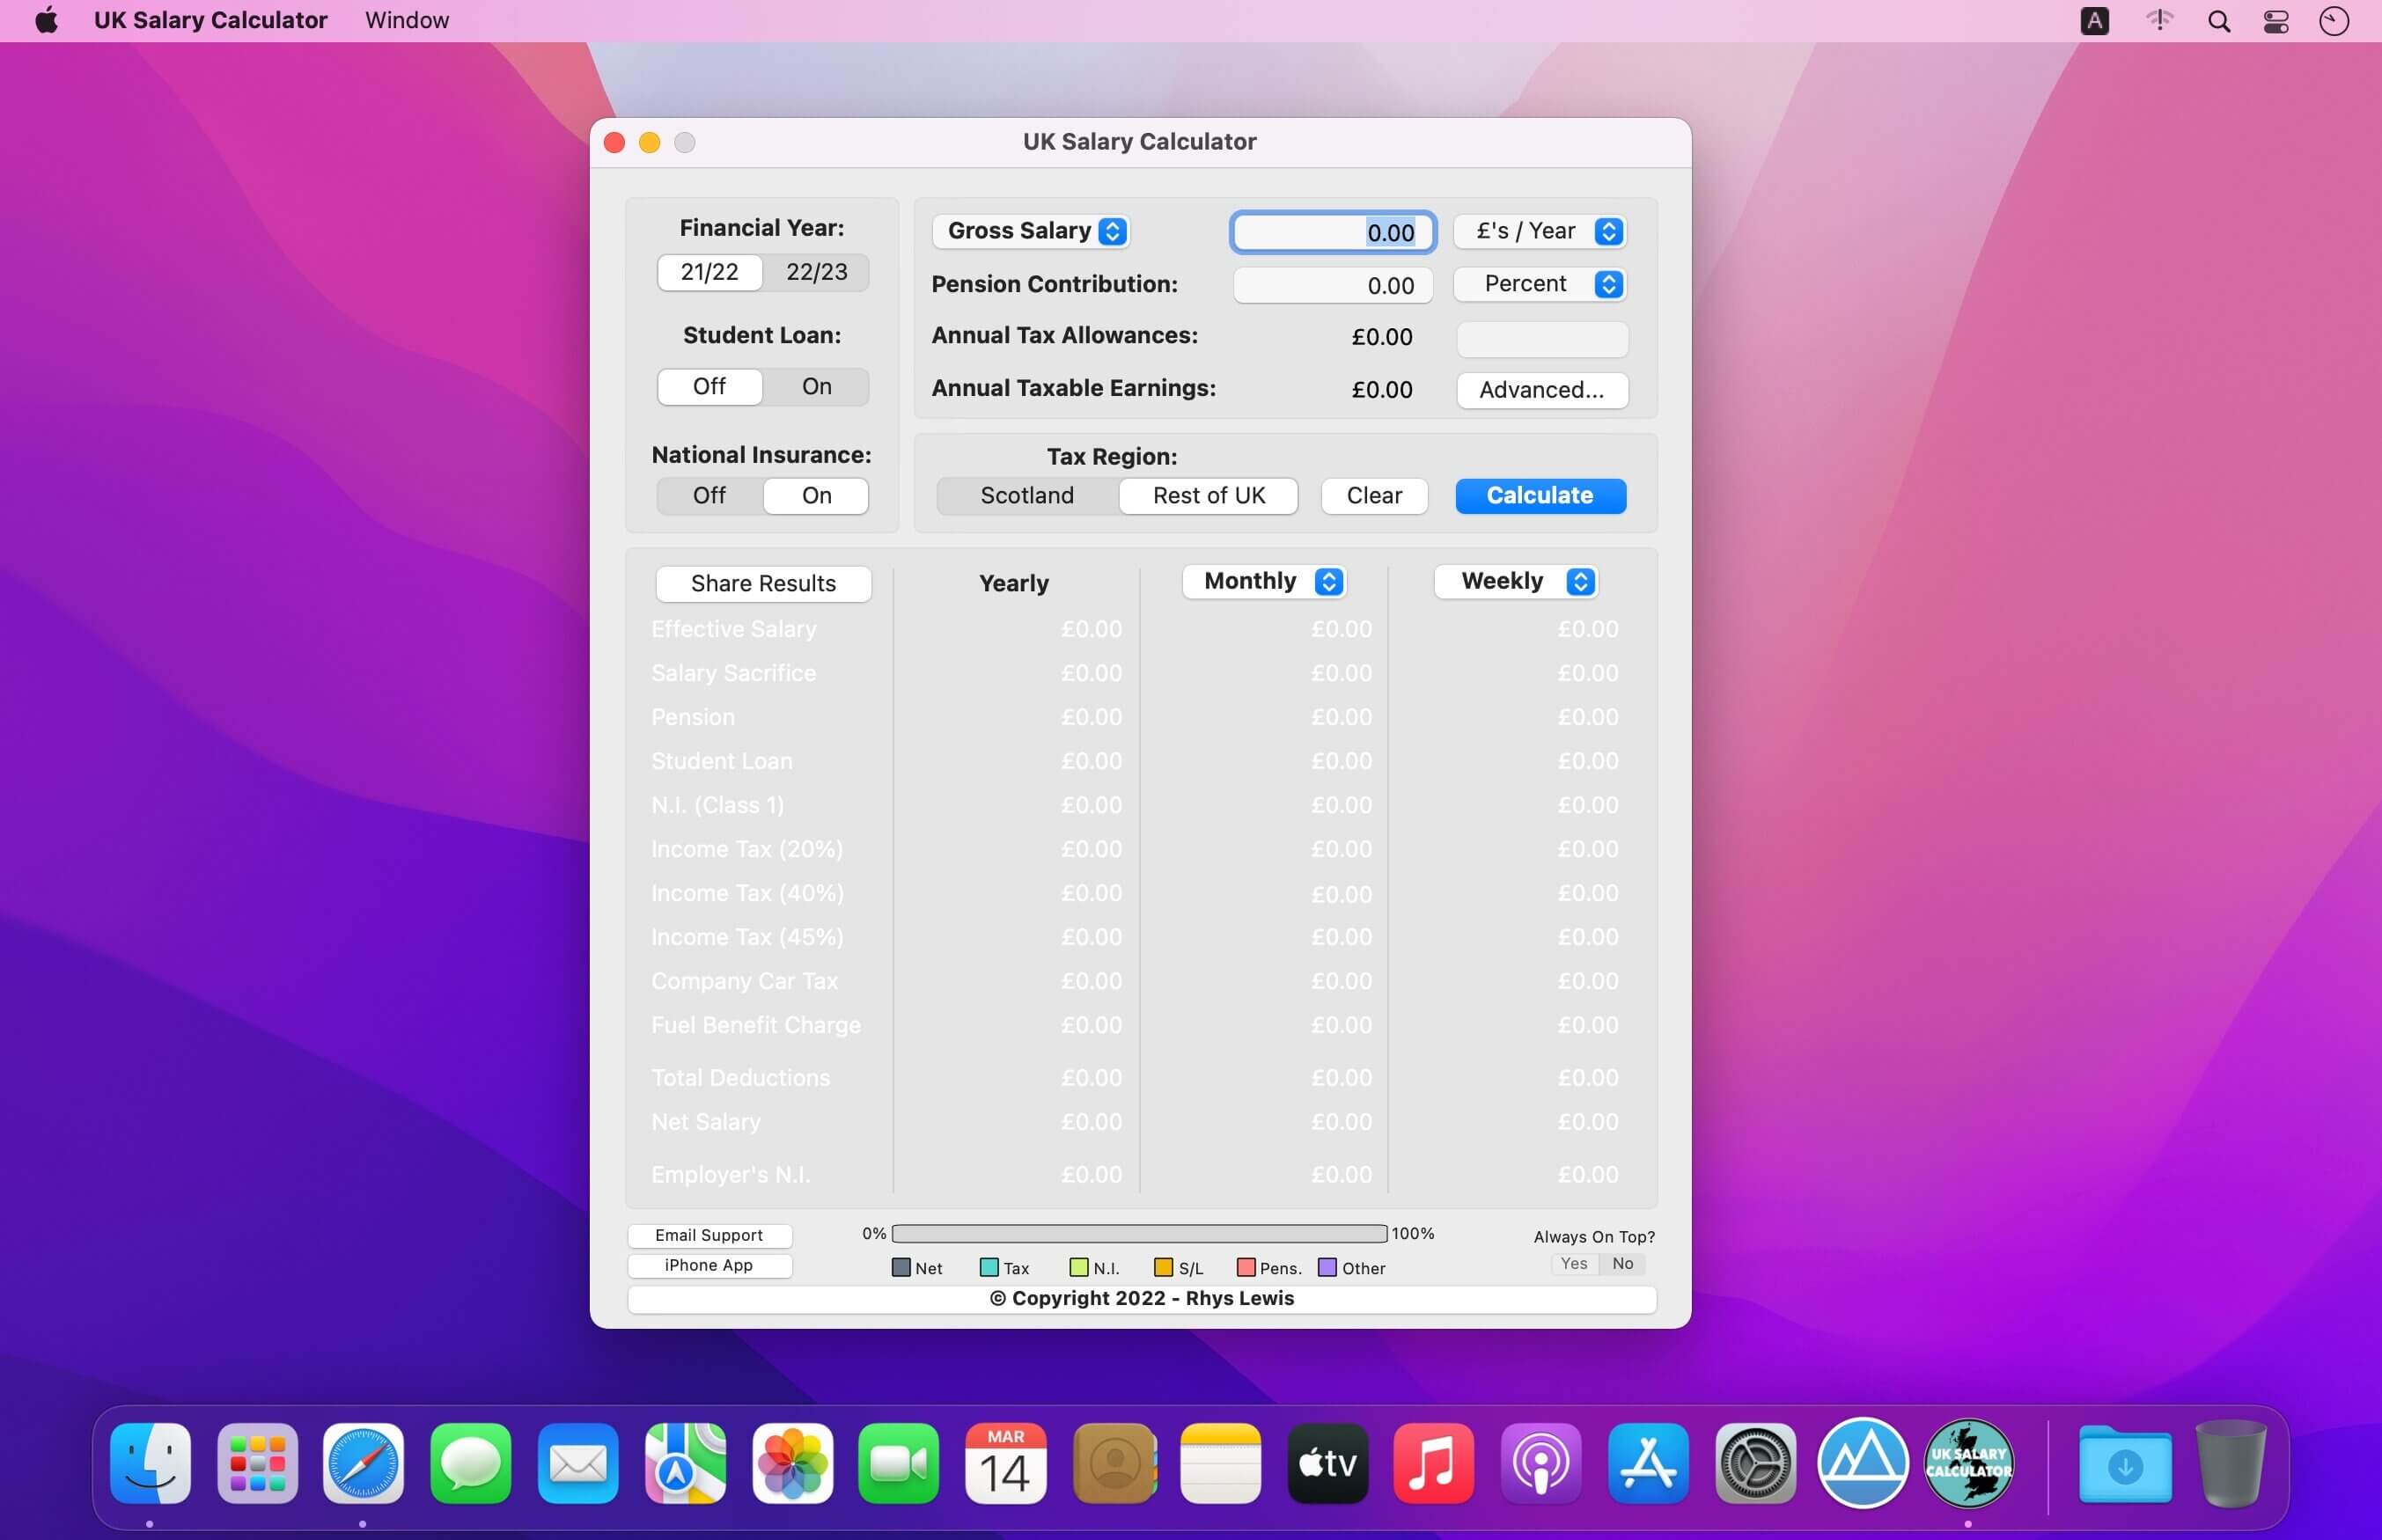 UK Salary Calculator Window A
UK Salary Calculator
Financial Year:
21/22 22/23
Student Loan:
Off On
National Insurance:
Off On
Gross Salary 0.00 £'s / Year
Pension Contribution: 0.00 Percent
Annual Tax Allowances: £0.00
Annual Taxable Earnings: £0.00 Advanced...
Tax Region:
Scotland Rest of UK Clear Calculate
Share Results Yearly Monthly Weekly
Effective Salary £0.00 £0.00 £0.00
Salary Sacrifice £0.00 £0.00 £0.00
Pension £0.00 £0.00 £0.00
Student Loan £0.00 £0.00 £0.00
N.I. (Class 1) £0.00 £0.00 £0.00
Income Tax (20%) £0.00 £0.00 £0.00
Income Tax (40%) £0.00 £0.00 £0.00
Income Tax (45%) £0.00 £0.00 £0.00
Company Car Tax £0.00 £0.00 £0.00
Fuel Benefit Charge £0.00 £0.00 £0.00
Total Deductions £0.00 £0.00 £0.00
Net Salary £0.00 £0.00 £0.00
Employer's N.I. £0.00 £0.00 £0.00
Email Support 0% 100% Always On Top?
iPhone App Net Tax N.I. S/L Pens. Other Yes No
© Copyright 2022 - Rhys Lewis
MAR
14
tv
UK SALARY
CALCULATOR